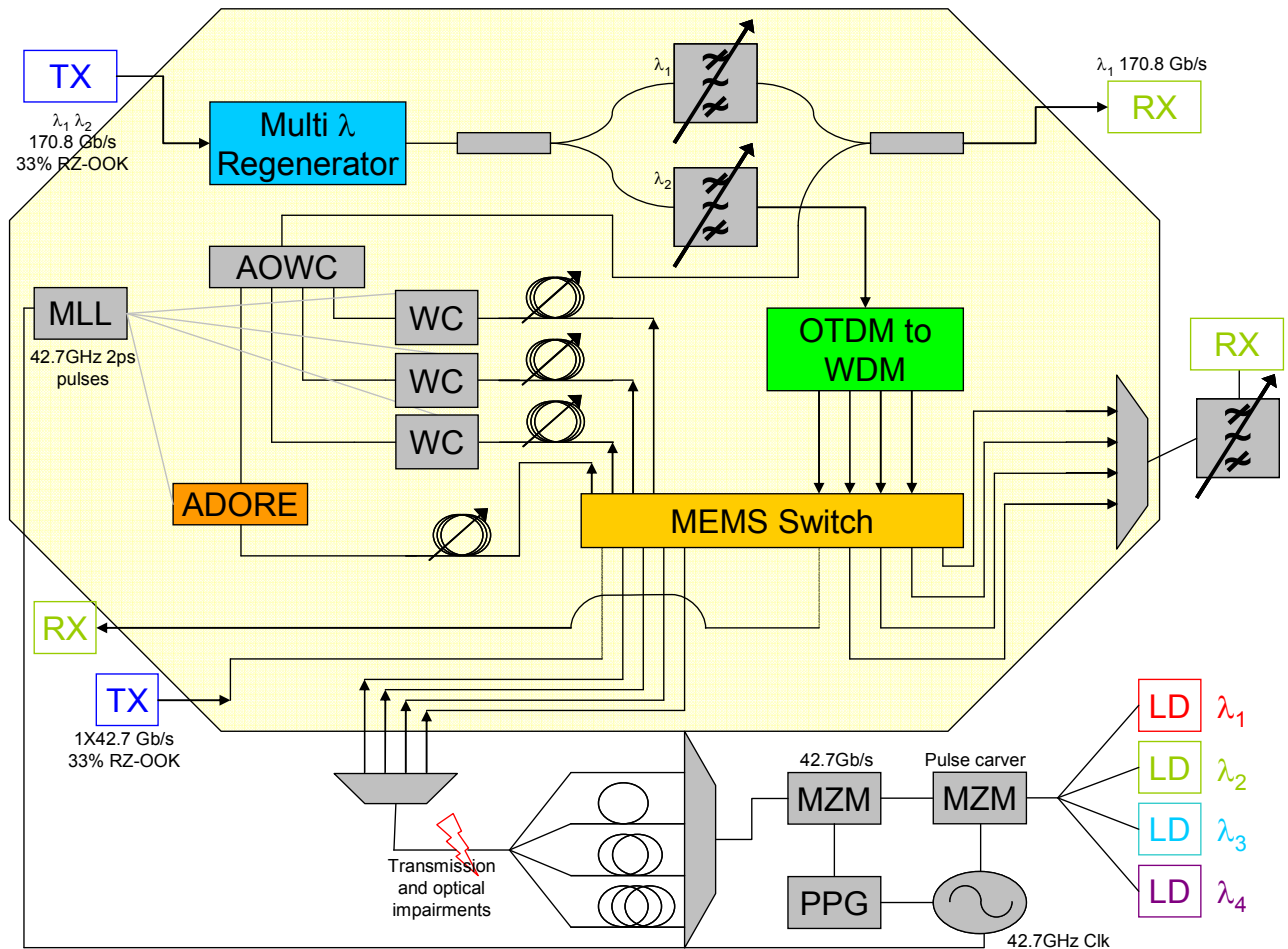 TX
λ1 λ2
170.8 Gb/s
33% RZ-OOK
Multi λ
Regenerator
λ1
λ2
λ1 170.8 Gb/s
RX
AOWC
MLL
42.7GHz 2ps
pulses
WC
WC
WC
OTDM to
WDM
RX
ADORE
MEMS Switch
RX
TX
1X42.7 Gb/s
33% RZ-OOK
Transmission
and optical
impairments
42.7Gb/s
MZM
Pulse carver
MZM
PPG
42.7GHz Clk
LD λ1
LD λ2
LD λ3
LD λ4